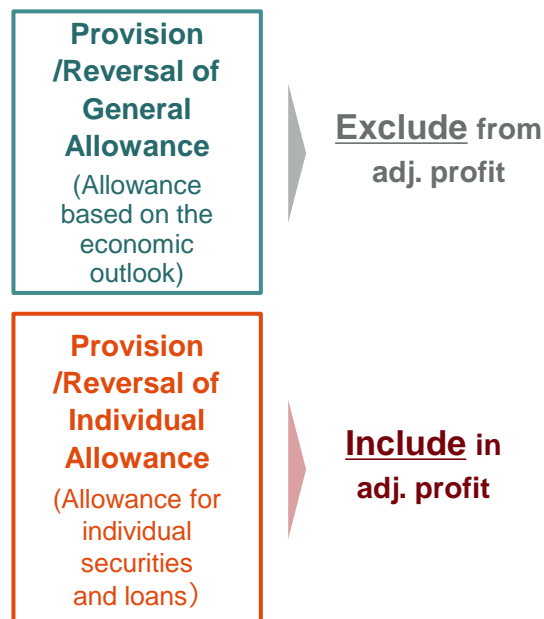 Provision
/Reversal of
General
Allowance
(Allowance
based on the
economic
outlook)
Exclude from
adj. profit
Provision
/Reversal of
Individual
Allowance
(Allowance for
individual
securities
and loans）
Include in
adj. profit